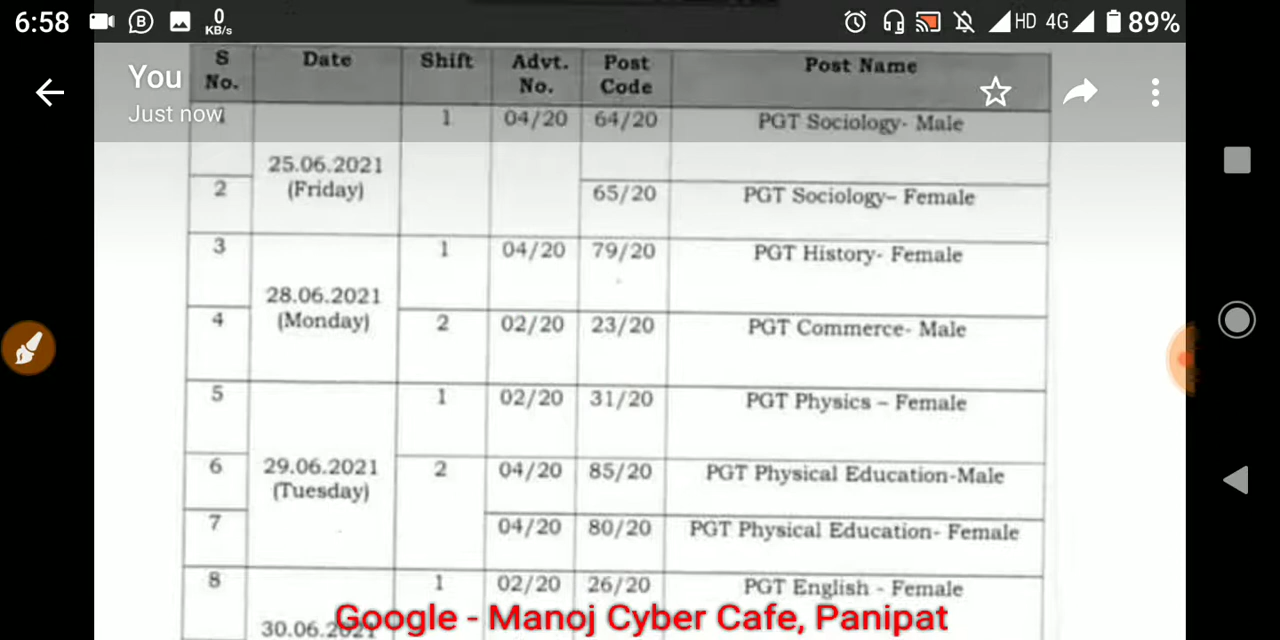 6:58 B 0 KB/s HD 4G 89%
S No. Date Shift Advt. No. Post Code Post Name
You
Just now
1 25.06.2021 (Friday) 1 04/20 64/20 PGT Sociology- Male
2 65/20 PGT Sociology– Female
3 28.06.2021 (Monday) 1 04/20 79/20 PGT History- Female
4 2 02/20 23/20 PGT Commerce- Male
5 29.06.2021 (Tuesday) 1 02/20 31/20 PGT Physics – Female
6 2 04/20 85/20 PGT Physical Education-Male
7 04/20 80/20 PGT Physical Education- Female
8 30.06.2021 1 02/20 26/20 PGT English - Female
Google - Manoj Cyber Cafe, Panipat